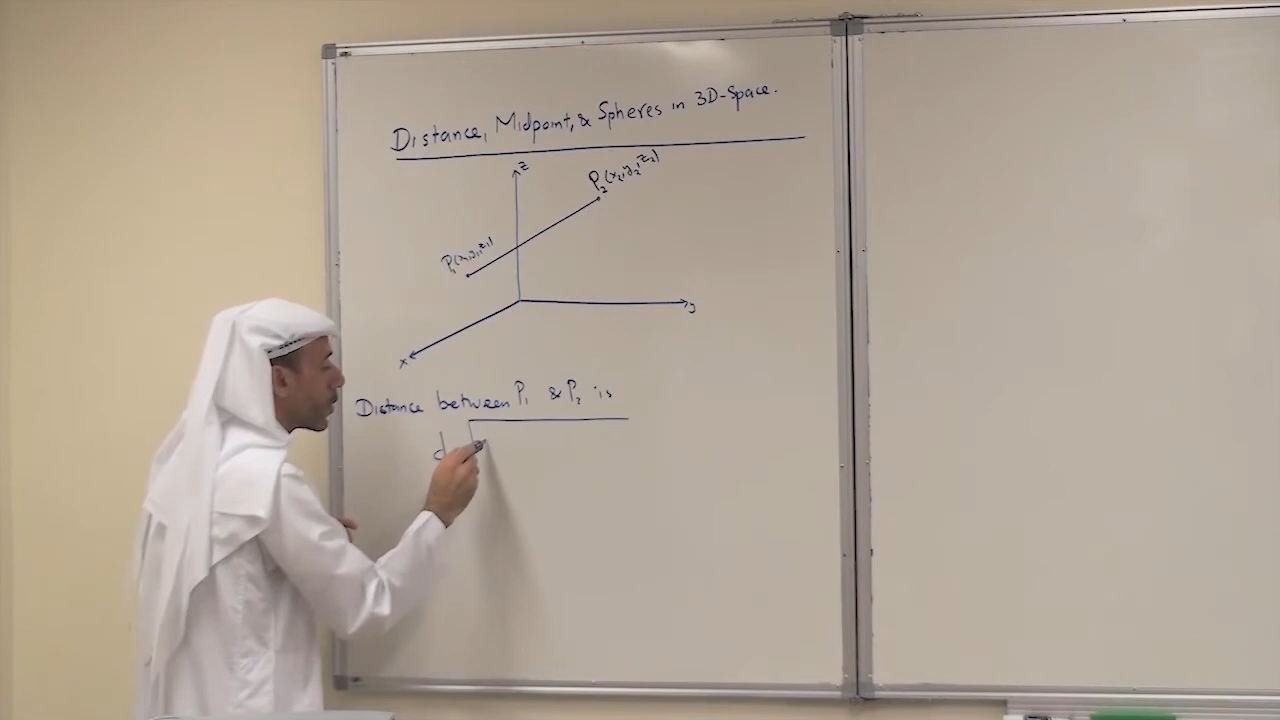 Distance, Midpoint, & Spheres in 3D-Space.
z
P₂(x₂,y₂,z₂)
P₁(x₁,y₁,z₁)
y
x
Distance between P₁ & P₂ is
d